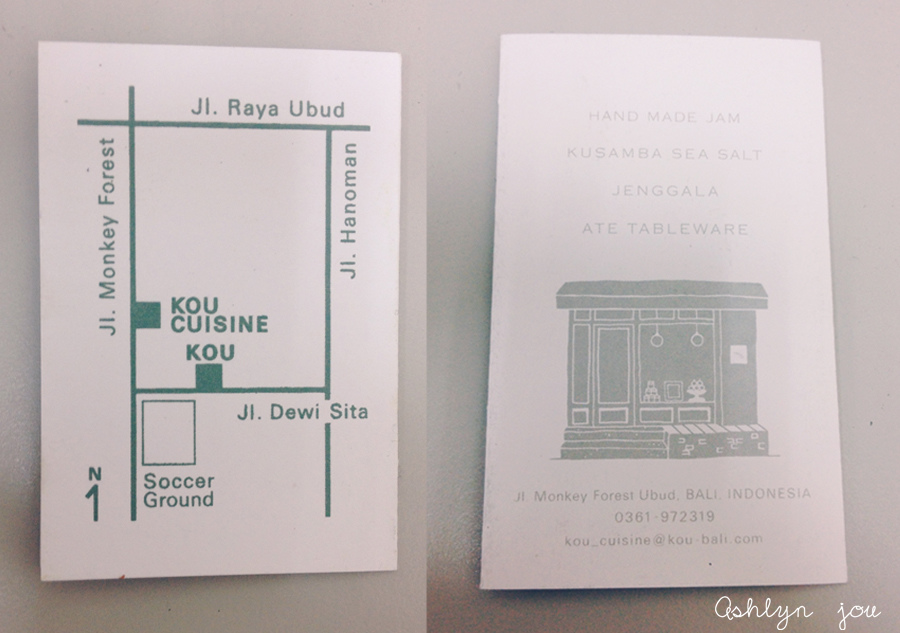 Jl. Raya Ubud
Jl. Monkey Forest
Jl. Hanoman
KOU
CUISINE
KOU
Jl. Dewi Sita
Soccer
Ground
N
HAND MADE JAM
KUSAMBA SEA SALT
JENGGALA
ATE TABLEWARE
Jl. Monkey Forest Ubud, BALI, INDONESIA
0361-972319
kou_cuisine@kou-bali.com
Ashlyn jou